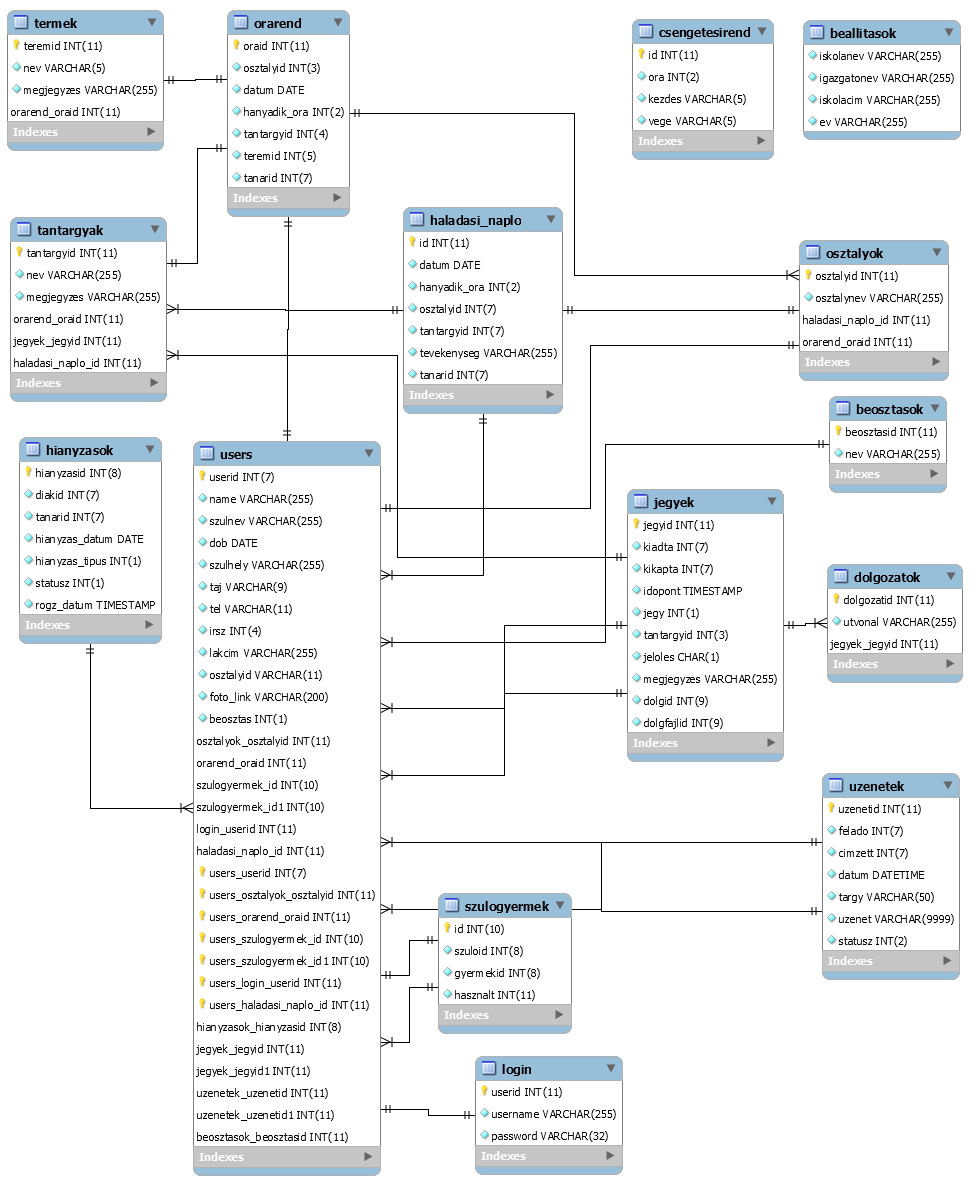 termek
teremid INT(11)
nev VARCHAR(5)
megjegyzes VARCHAR(255)
orarend_oraid INT(11)
Indexes
orarend
oraid INT(11)
osztalyid INT(3)
datum DATE
hanyadik_ora INT(2)
tantargyid INT(4)
teremid INT(5)
tanarid INT(7)
Indexes
csengetesirend
id INT(11)
ora INT(2)
kezdes VARCHAR(5)
vege VARCHAR(5)
Indexes
beallitasok
iskolanev VARCHAR(255)
igazgatonev VARCHAR(255)
iskolacim VARCHAR(255)
ev VARCHAR(255)
tantargyak
tantargyid INT(11)
nev VARCHAR(255)
megjegyzes VARCHAR(255)
orarend_oraid INT(11)
jegyek_jegyid INT(11)
haladasi_naplo_id INT(11)
Indexes
haladasi_naplo
id INT(11)
datum DATE
hanyadik_ora INT(2)
osztalyid INT(7)
tantargyid INT(7)
tevekenyseg VARCHAR(255)
tanarid INT(7)
Indexes
osztalyok
osztalyid INT(11)
osztalynev VARCHAR(255)
haladasi_naplo_id INT(11)
orarend_oraid INT(11)
Indexes
beosztasok
beosztasid INT(11)
nev VARCHAR(255)
Indexes
hianyzasok
hianyzasid INT(8)
diakid INT(7)
tanarid INT(7)
hianyzas_datum DATE
hianyzas_tipus INT(1)
statusz INT(1)
rogz_datum TIMESTAMP
Indexes
users
userid INT(7)
name VARCHAR(255)
szulnev VARCHAR(255)
dob DATE
szulhely VARCHAR(255)
taj VARCHAR(9)
tel VARCHAR(11)
irsz INT(4)
lakcim VARCHAR(255)
osztalyid VARCHAR(11)
foto_link VARCHAR(200)
beosztas INT(1)
osztalyok_osztalyid INT(11)
orarend_oraid INT(11)
szulogyermek_id INT(10)
szulogyermek_id1 INT(10)
login_userid INT(11)
haladasi_naplo_id INT(11)
users_userid INT(7)
users_osztalyok_osztalyid INT(11)
users_orarend_oraid INT(11)
users_szulogyermek_id INT(10)
users_szulogyermek_id1 INT(10)
users_login_userid INT(11)
users_haladasi_naplo_id INT(11)
hianyzasok_hianyzasid INT(8)
jegyek_jegyid INT(11)
jegyek_jegyid1 INT(11)
uzenetek_uzenetid INT(11)
uzenetek_uzenetid1 INT(11)
beosztasok_beosztasid INT(11)
Indexes
jegyek
jegyid INT(11)
kiadta INT(7)
kikapta INT(7)
idopont TIMESTAMP
jegy INT(1)
tantargyid INT(3)
jeloles CHAR(1)
megjegyzes VARCHAR(255)
dolgid INT(9)
dolgfajlid INT(9)
Indexes
dolgozatok
dolgozatid INT(11)
utvonal VARCHAR(255)
jegyek_jegyid INT(11)
Indexes
uzenetek
uzenetid INT(11)
felado INT(7)
cimzett INT(7)
datum DATETIME
targy VARCHAR(50)
uzenet VARCHAR(9999)
statusz INT(2)
Indexes
szulogyermek
id INT(10)
szuloid INT(8)
gyermekid INT(8)
hasznalt INT(11)
Indexes
login
userid INT(11)
username VARCHAR(255)
password VARCHAR(32)
Indexes